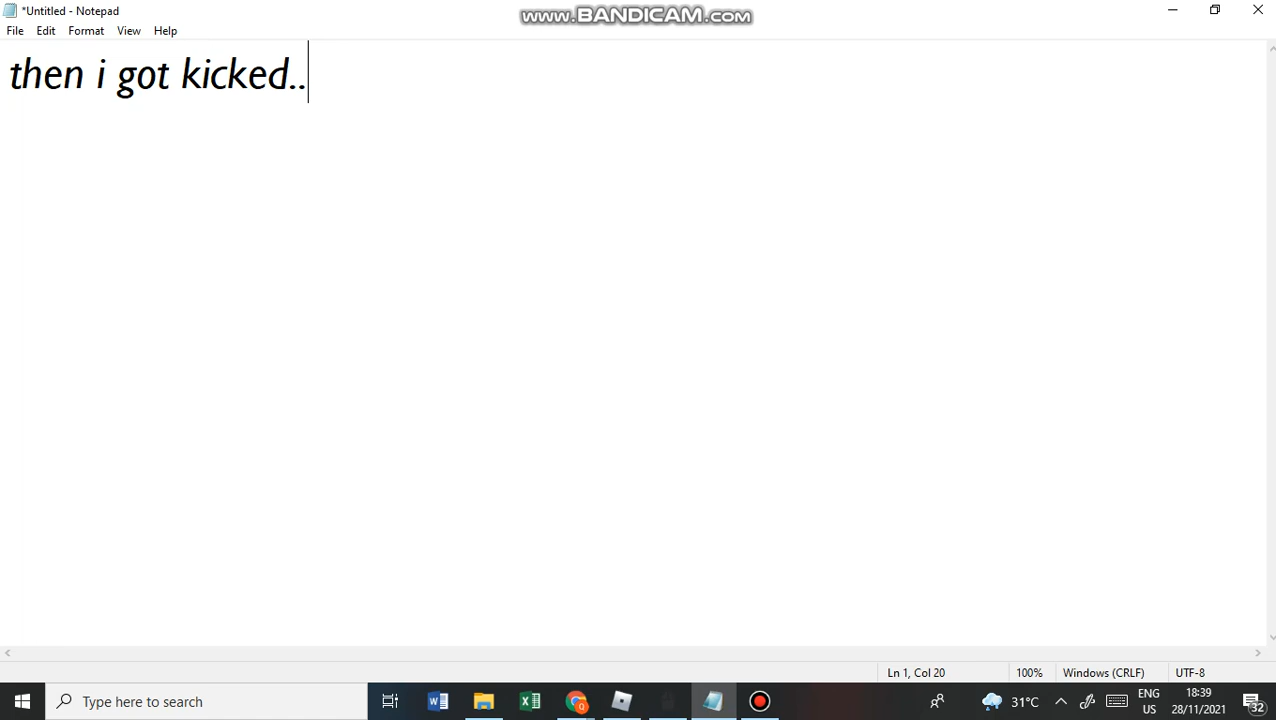 *Untitled - Notepad
WWW.BANDICAM.COM
File Edit Format View Help
then i got kicked..
Ln 1, Col 20 100% Windows (CRLF) UTF-8
Type here to search
31°C
ENG
US
18:39
28/11/2021
32